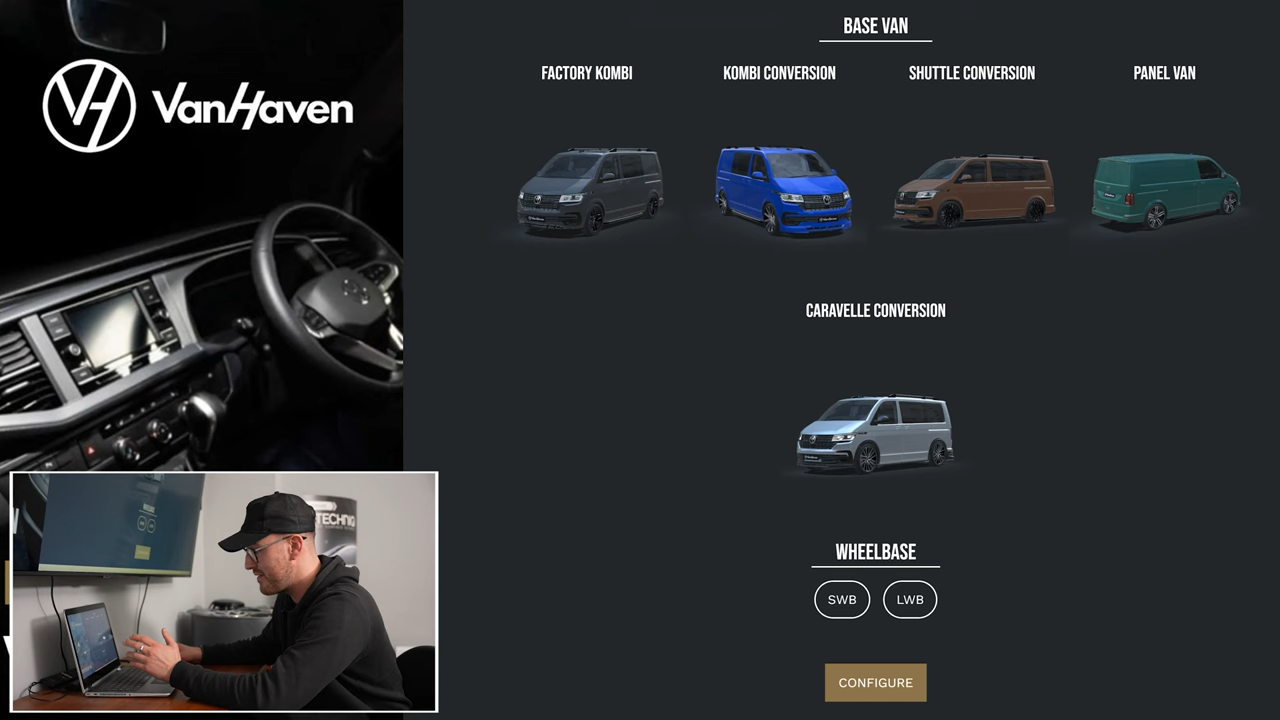 VanHaven
BASE VAN
FACTORY KOMBI
KOMBI CONVERSION
SHUTTLE CONVERSION
PANEL VAN
CARAVELLE CONVERSION
WHEELBASE
SWB
LWB
CONFIGURE